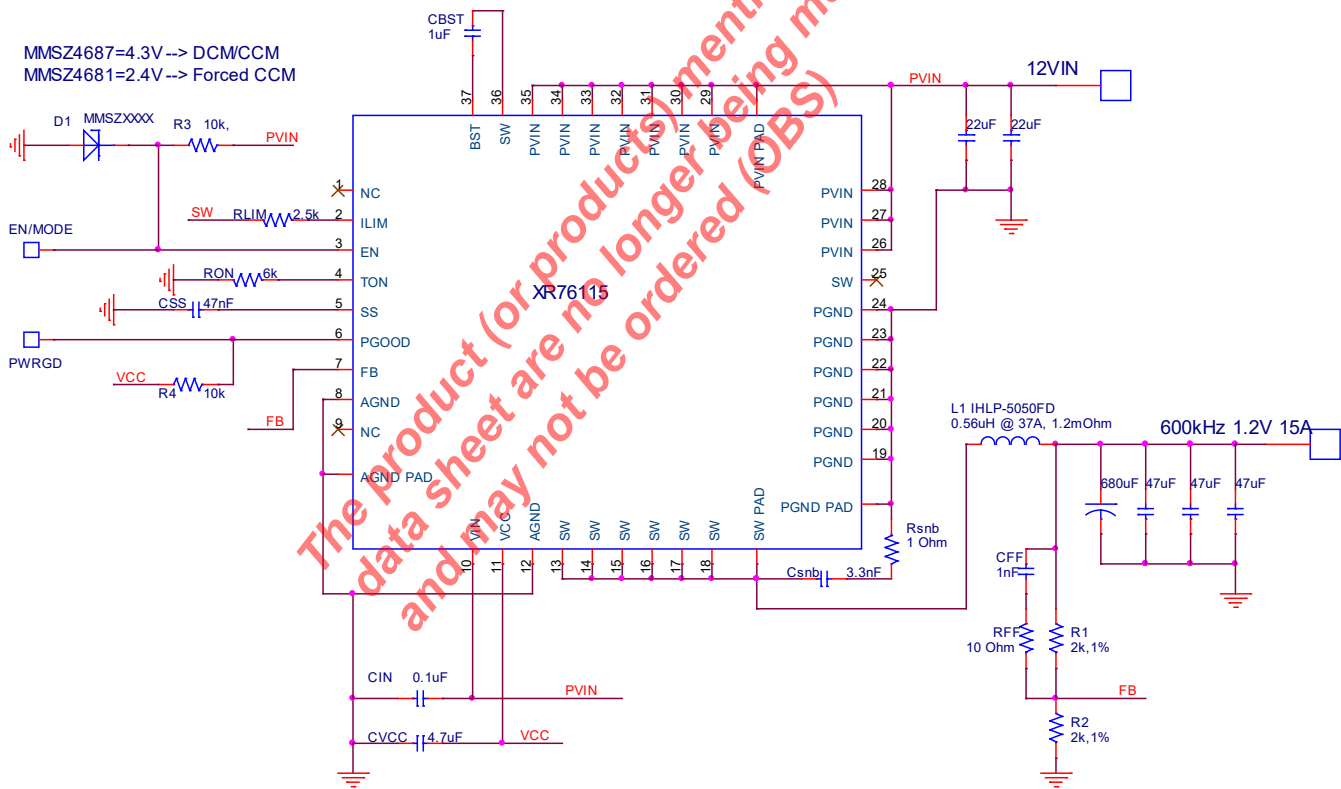 MMSZ4687=4.3V --> DCM/CCM
MMSZ4681=2.4V --> Forced CCM
CBST
1uF
D1
MMSZXXXX
R3
10k,
PVIN
37
36
35
34
33
32
31
30
29
PVIN
12VIN
22uF
22uF
BST
SW
PVIN
PVIN
PVIN
PVIN
PVIN
PVIN
PVIN
PVIN PAD
EN/MODE
SW
RLIM
2.5k
RON
6k
CSS
47nF
PWRGD
VCC
R4
10k
FB
1
NC
2
ILIM
3
EN
4
TON
5
SS
6
PGOOD
7
FB
8
AGND
9
NC
AGND PAD
XR76115
PVIN
28
PVIN
27
PVIN
26
SW
25
PGND
24
PGND
23
PGND
22
PGND
21
PGND
20
PGND
19
PGND PAD
VIN
VCC
AGND
SW
SW
SW
SW
SW
SW
SW PAD
10
11
12
13
14
15
16
17
18
Csnb
3.3nF
Rsnb
1 Ohm
L1 IHLP-5050FD
0.56uH @ 37A, 1.2mOhm
600kHz 1.2V 15A
680uF
47uF
47uF
47uF
CFF
1nF
RFF
10 Ohm
R1
2k,1%
FB
R2
2k,1%
CIN
0.1uF
PVIN
CVCC
4.7uF
VCC
The product (or products)
data sheet are no longer being
and may not be ordered (OBS)